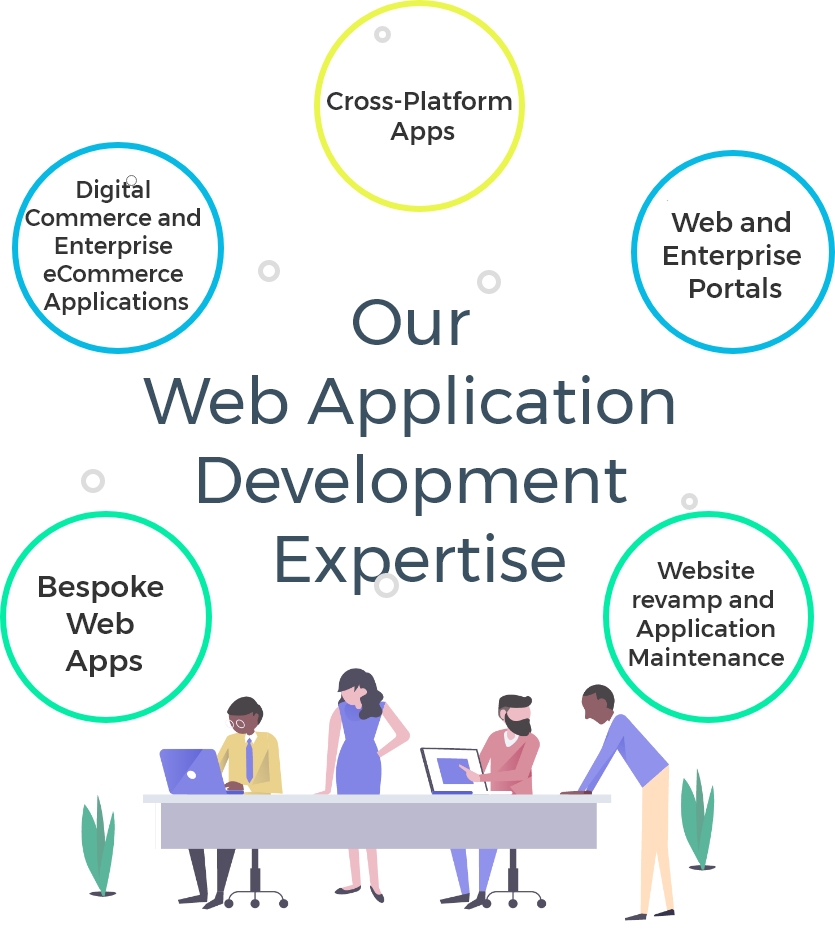 Cross-Platform
Apps
Digital
Commerce and
Enterprise
eCommerce
Applications
Web and
Enterprise
Portals
Our
Web Application
Development
Expertise
Bespoke
Web
Apps
Website
revamp and
Application
Maintenance